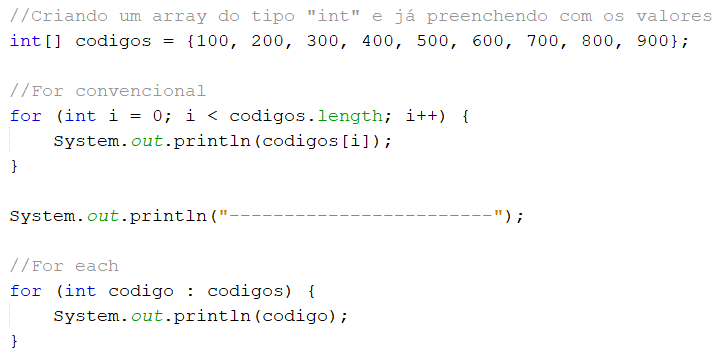 //Criando um array do tipo "int" e já preenchendo com os valores
int[] codigos = {100, 200, 300, 400, 500, 600, 700, 800, 900};
//For convencional
for (int i = 0; i < codigos.length; i++) {
System.out.println(codigos[i]);
}
System.out.println("------------------------");
//For each
for (int codigo : codigos) {
System.out.println(codigo);
}